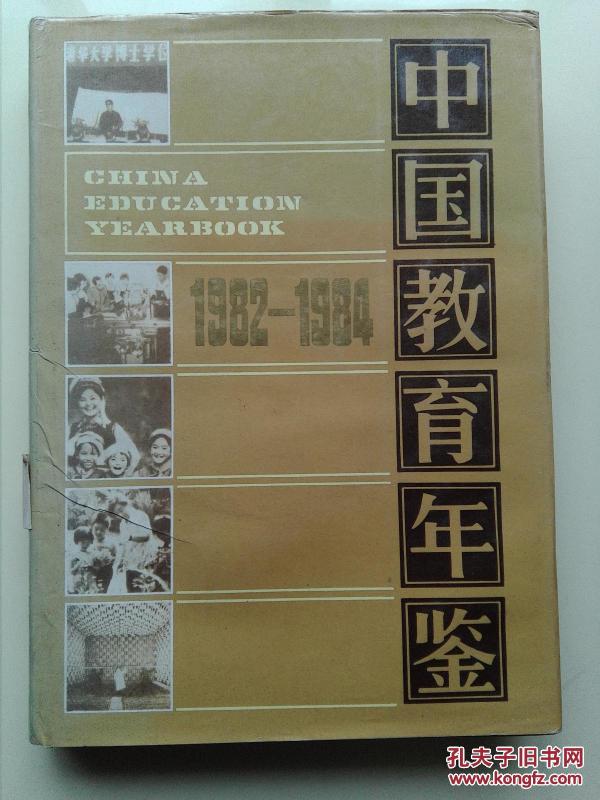 清华大学博士学位
CHINA
EDUCATION
YEARBOOK
1982—1984
中
国
教
育
年
鉴
孔夫子旧书网
www.kongfz.com